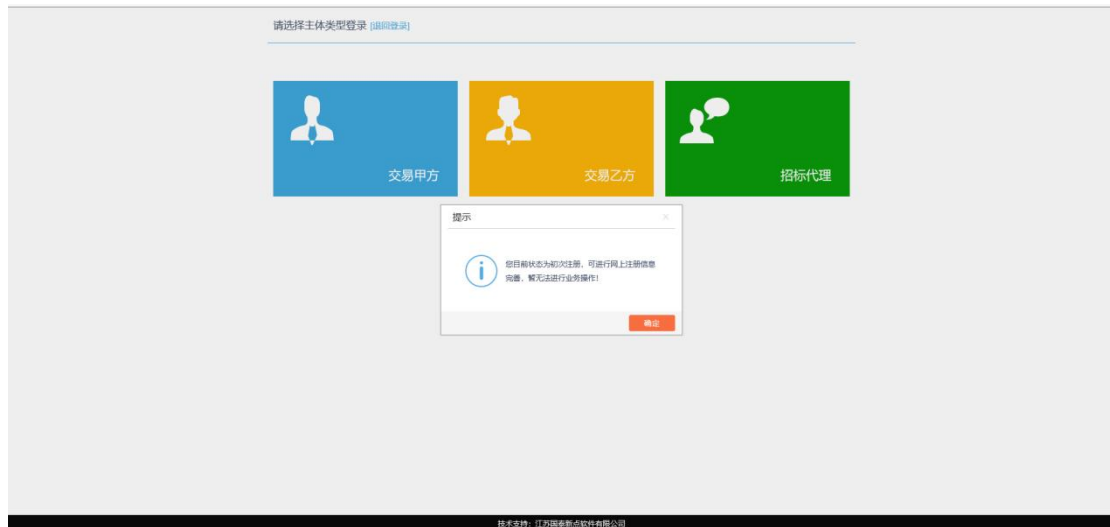 请选择主体类型登录 [退回登录]
交易甲方
交易乙方
招标代理
提示
您目前状态为初次注册，可进行网上注册信息
完善，暂无法进行业务操作！
确定
技术支持：江苏国泰新点软件有限公司